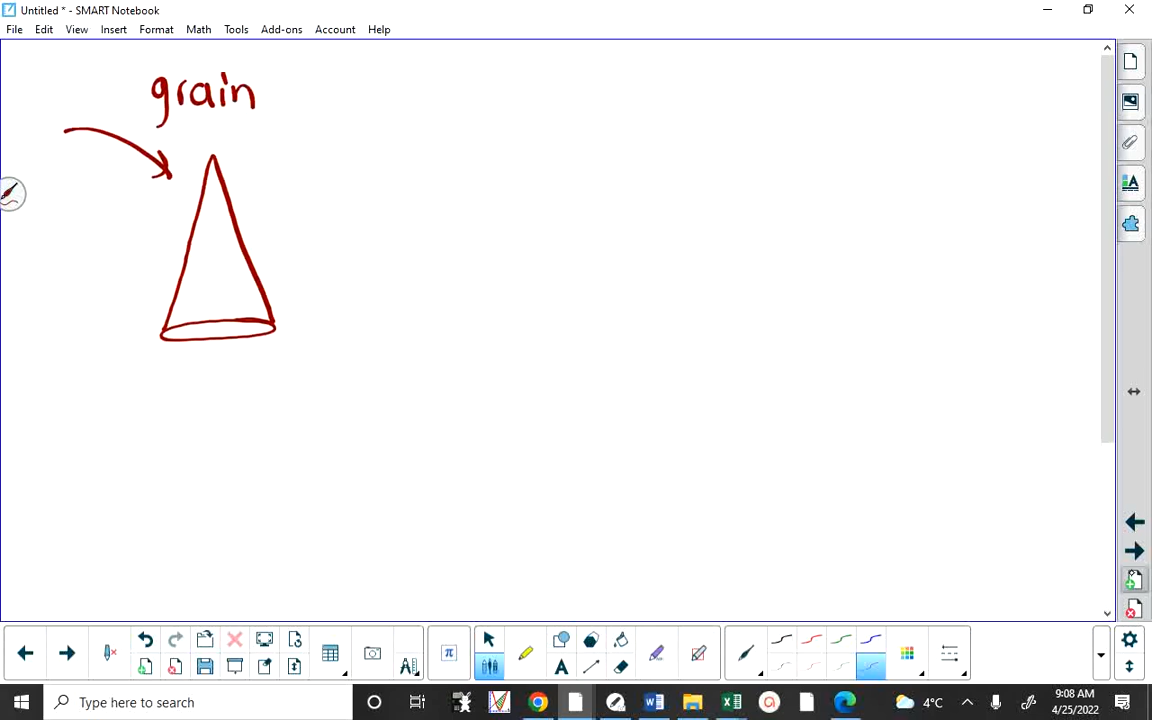 Untitled * - SMART Notebook
File Edit View Insert Format Math Tools Add-ons Account Help
grain
π
A
Type here to search
4°C
9:08 AM
4/25/2022